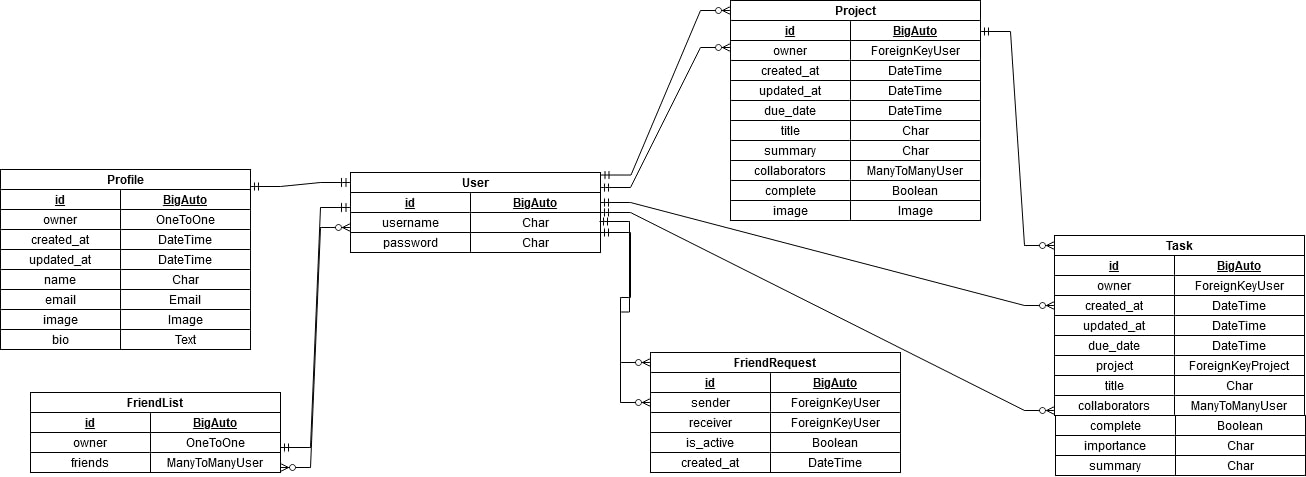 Project
id BigAuto
owner ForeignKeyUser
created_at DateTime
updated_at DateTime
due_date DateTime
title Char
summary Char
collaborators ManyToManyUser
complete Boolean
image Image
Profile
id BigAuto
owner OneToOne
created_at DateTime
updated_at DateTime
name Char
email Email
image Image
bio Text
User
id BigAuto
username Char
password Char
Task
id BigAuto
owner ForeignKeyUser
created_at DateTime
updated_at DateTime
due_date DateTime
project ForeignKeyProject
title Char
collaborators ManyToManyUser
complete Boolean
importance Char
summary Char
FriendRequest
id BigAuto
sender ForeignKeyUser
receiver ForeignKeyUser
is_active Boolean
created_at DateTime
FriendList
id BigAuto
owner OneToOne
friends ManyToManyUser